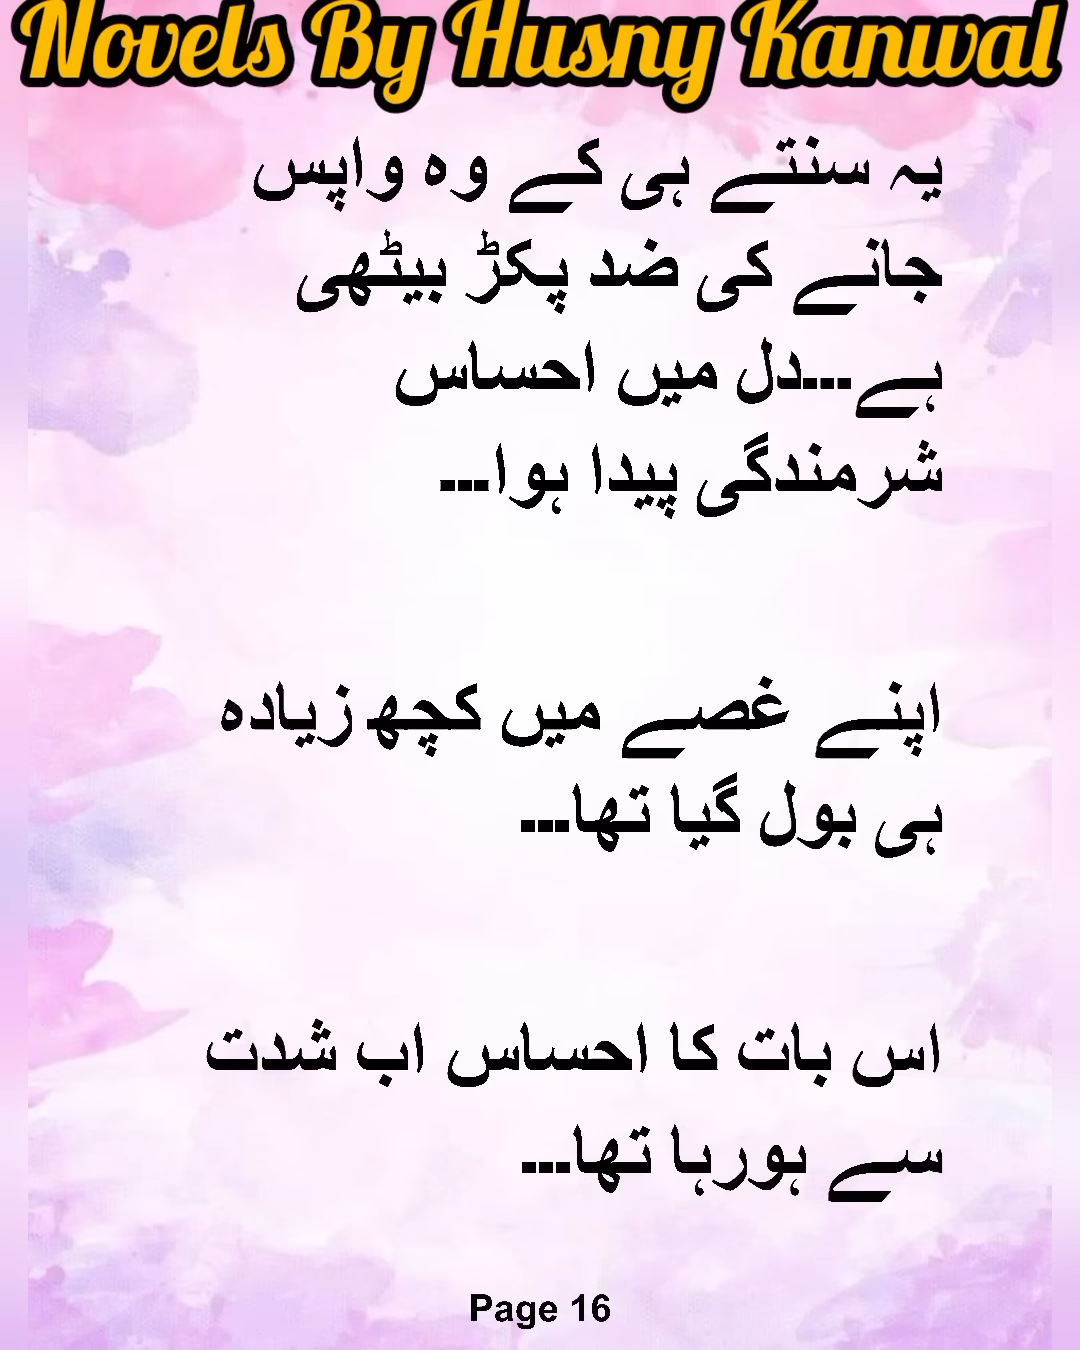 Novels By Husny Kanwal
یہ سنتے ہی کے وہ واپس
جانے کی ضد پکڑ بیٹھی
ہے...دل میں احساس
شرمندگی پیدا ہوا...
اپنے غصے میں کچھ زیادہ
ہی بول گیا تھا...
اس بات کا احساس اب شدت
سے ہورہا تھا...
Page 16